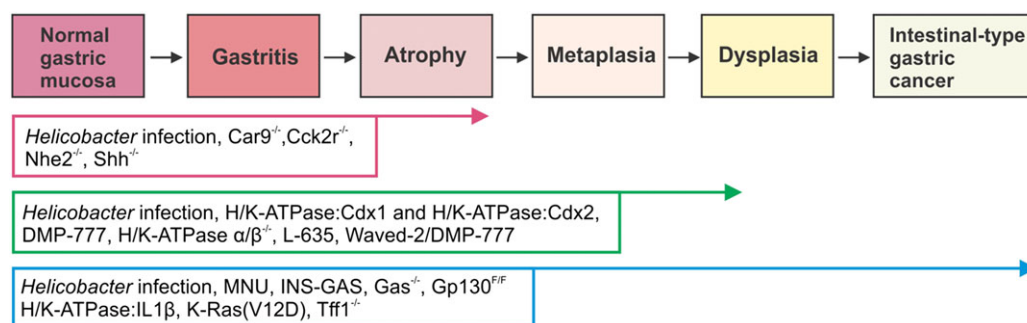 Normal
gastric
mucosa
Gastritis
Atrophy
Metaplasia
Dysplasia
Intestinal-type
gastric
cancer
Helicobacter infection, Car9-/-,Cck2r-/-,
Nhe2-/-, Shh-/-
Helicobacter infection, H/K-ATPase:Cdx1 and H/K-ATPase:Cdx2,
DMP-777, H/K-ATPase α/β-/-, L-635, Waved-2/DMP-777
Helicobacter infection, MNU, INS-GAS, Gas-/-, Gp130F/F
H/K-ATPase:IL1β, K-Ras(V12D), Tff1-/-